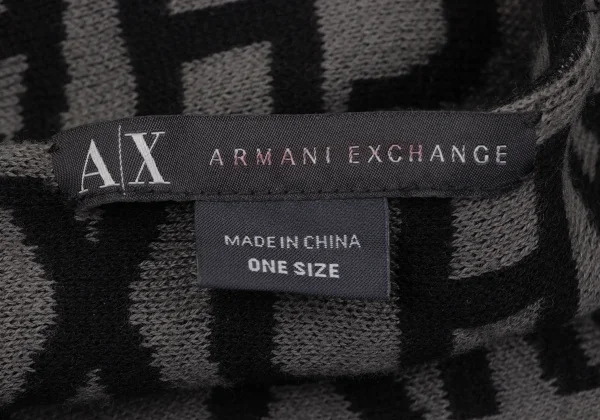 A|X ARMANI EXCHANGE
MADE IN CHINA
ONE SIZE